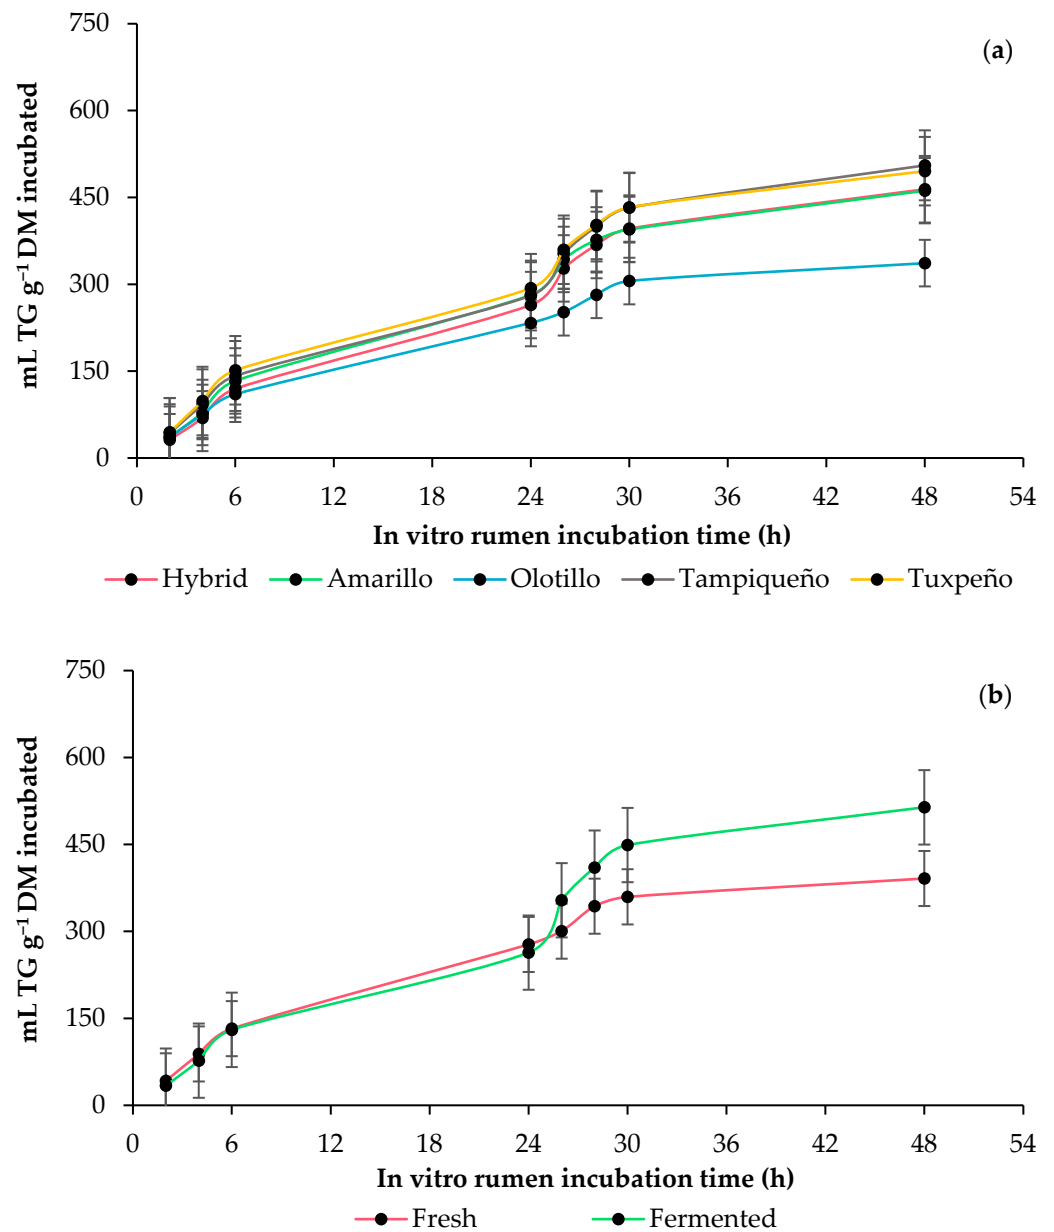 750
(a)
600
450
300
150
0
mL TG g⁻¹ DM incubated
0 6 12 18 24 30 36 42 48 54
In vitro rumen incubation time (h)
Hybrid Amarillo Olotillo Tampiqueño Tuxpeño
750
(b)
600
450
300
150
0
mL TG g⁻¹ DM incubated
0 6 12 18 24 30 36 42 48 54
In vitro rumen incubation time (h)
Fresh Fermented